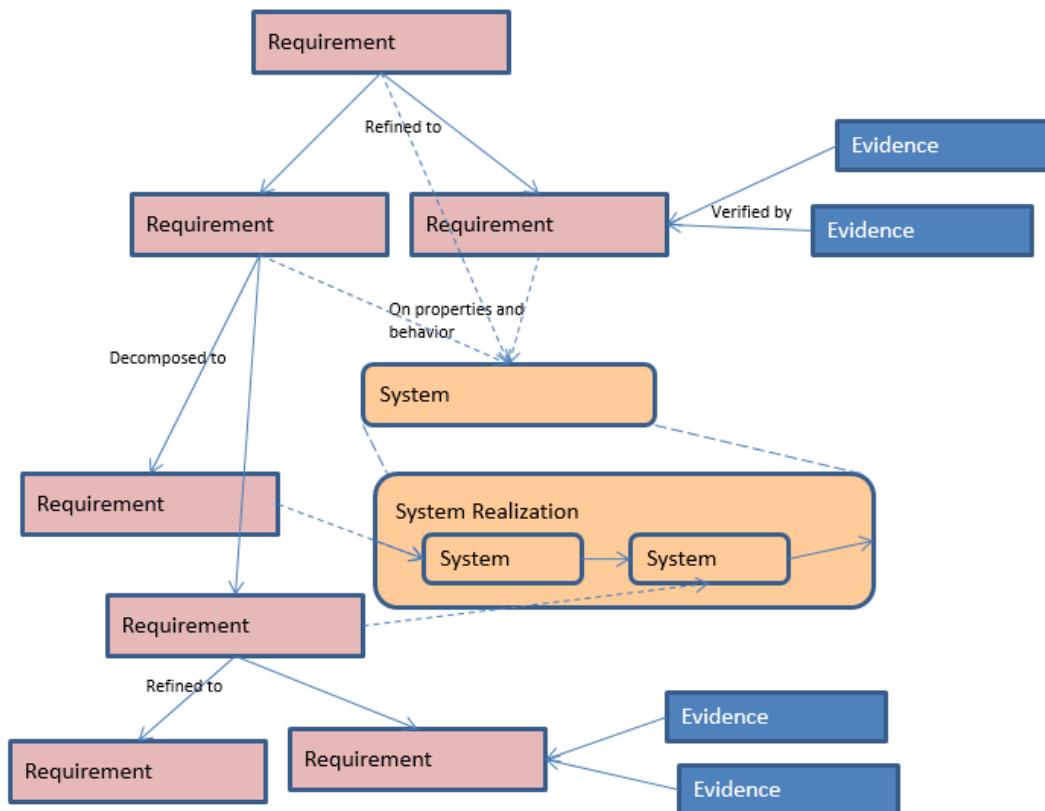 Requirement
Refined to
Evidence
Requirement
Requirement
Verified by
Evidence
On properties and
behavior
Decomposed to
System
Requirement
System Realization
System
System
Requirement
Refined to
Evidence
Requirement
Requirement
Evidence